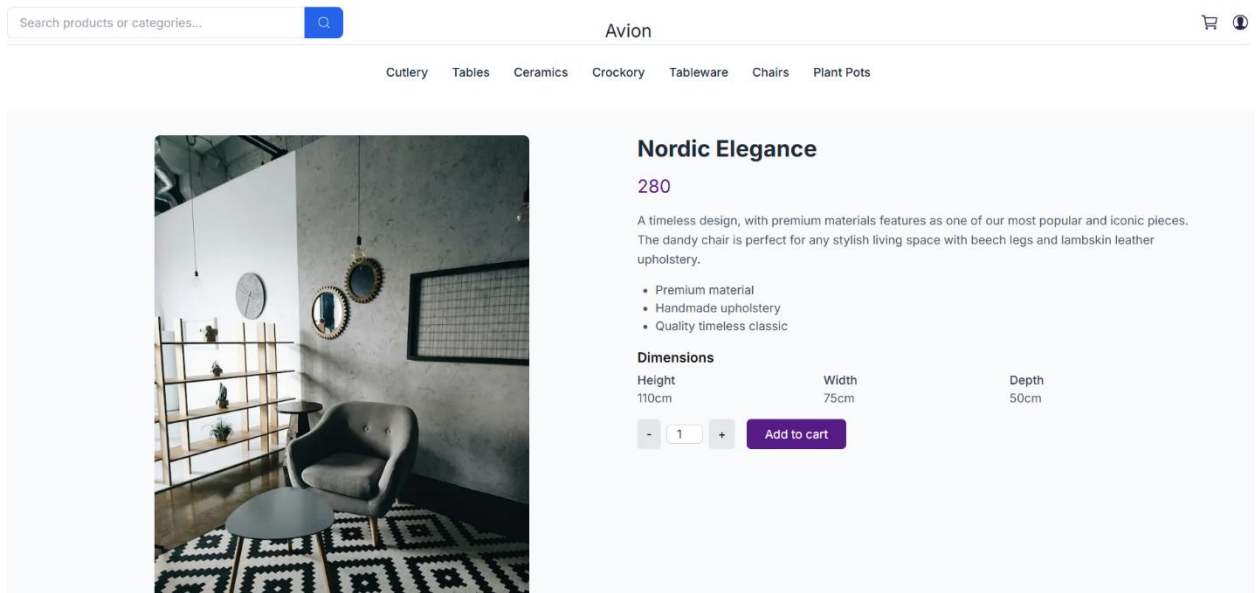 Search products or categories...
Avion
Cutlery Tables Ceramics Crockory Tableware Chairs Plant Pots
Nordic Elegance
280
A timeless design, with premium materials features as one of our most popular and iconic pieces.
The dandy chair is perfect for any stylish living space with beech legs and lambskin leather
upholstery.
• Premium material
• Handmade upholstery
• Quality timeless classic
Dimensions
Height Width Depth
110cm 75cm 50cm
- 1 + Add to cart